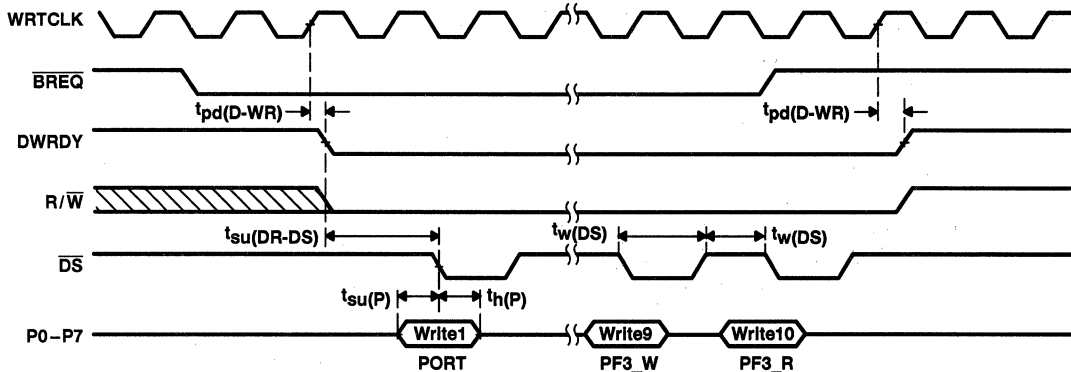 WRTCLK
BREQ
tpd(D-WR) tpd(D-WR)
DWRDY
R/W
tsu(DR-DS) tw(DS) tw(DS)
DS
tsu(P) th(P)
P0–P7 Write1 Write9 Write10
PORT PF3_W PF3_R